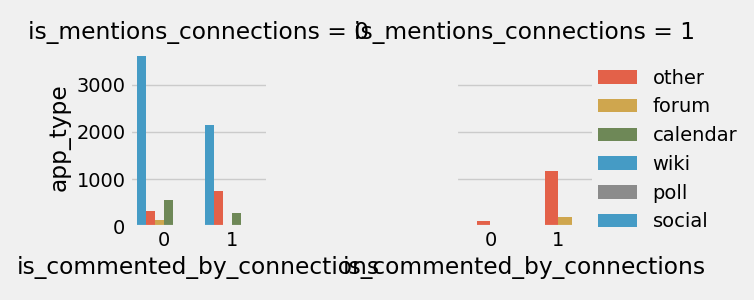 is_mentions_connections = 0
is_mentions_connections = 1
app_type
3000
2000
1000
0
0
1
0
1
is_commented_by_connections
is_commented_by_connections
other
forum
calendar
wiki
poll
social